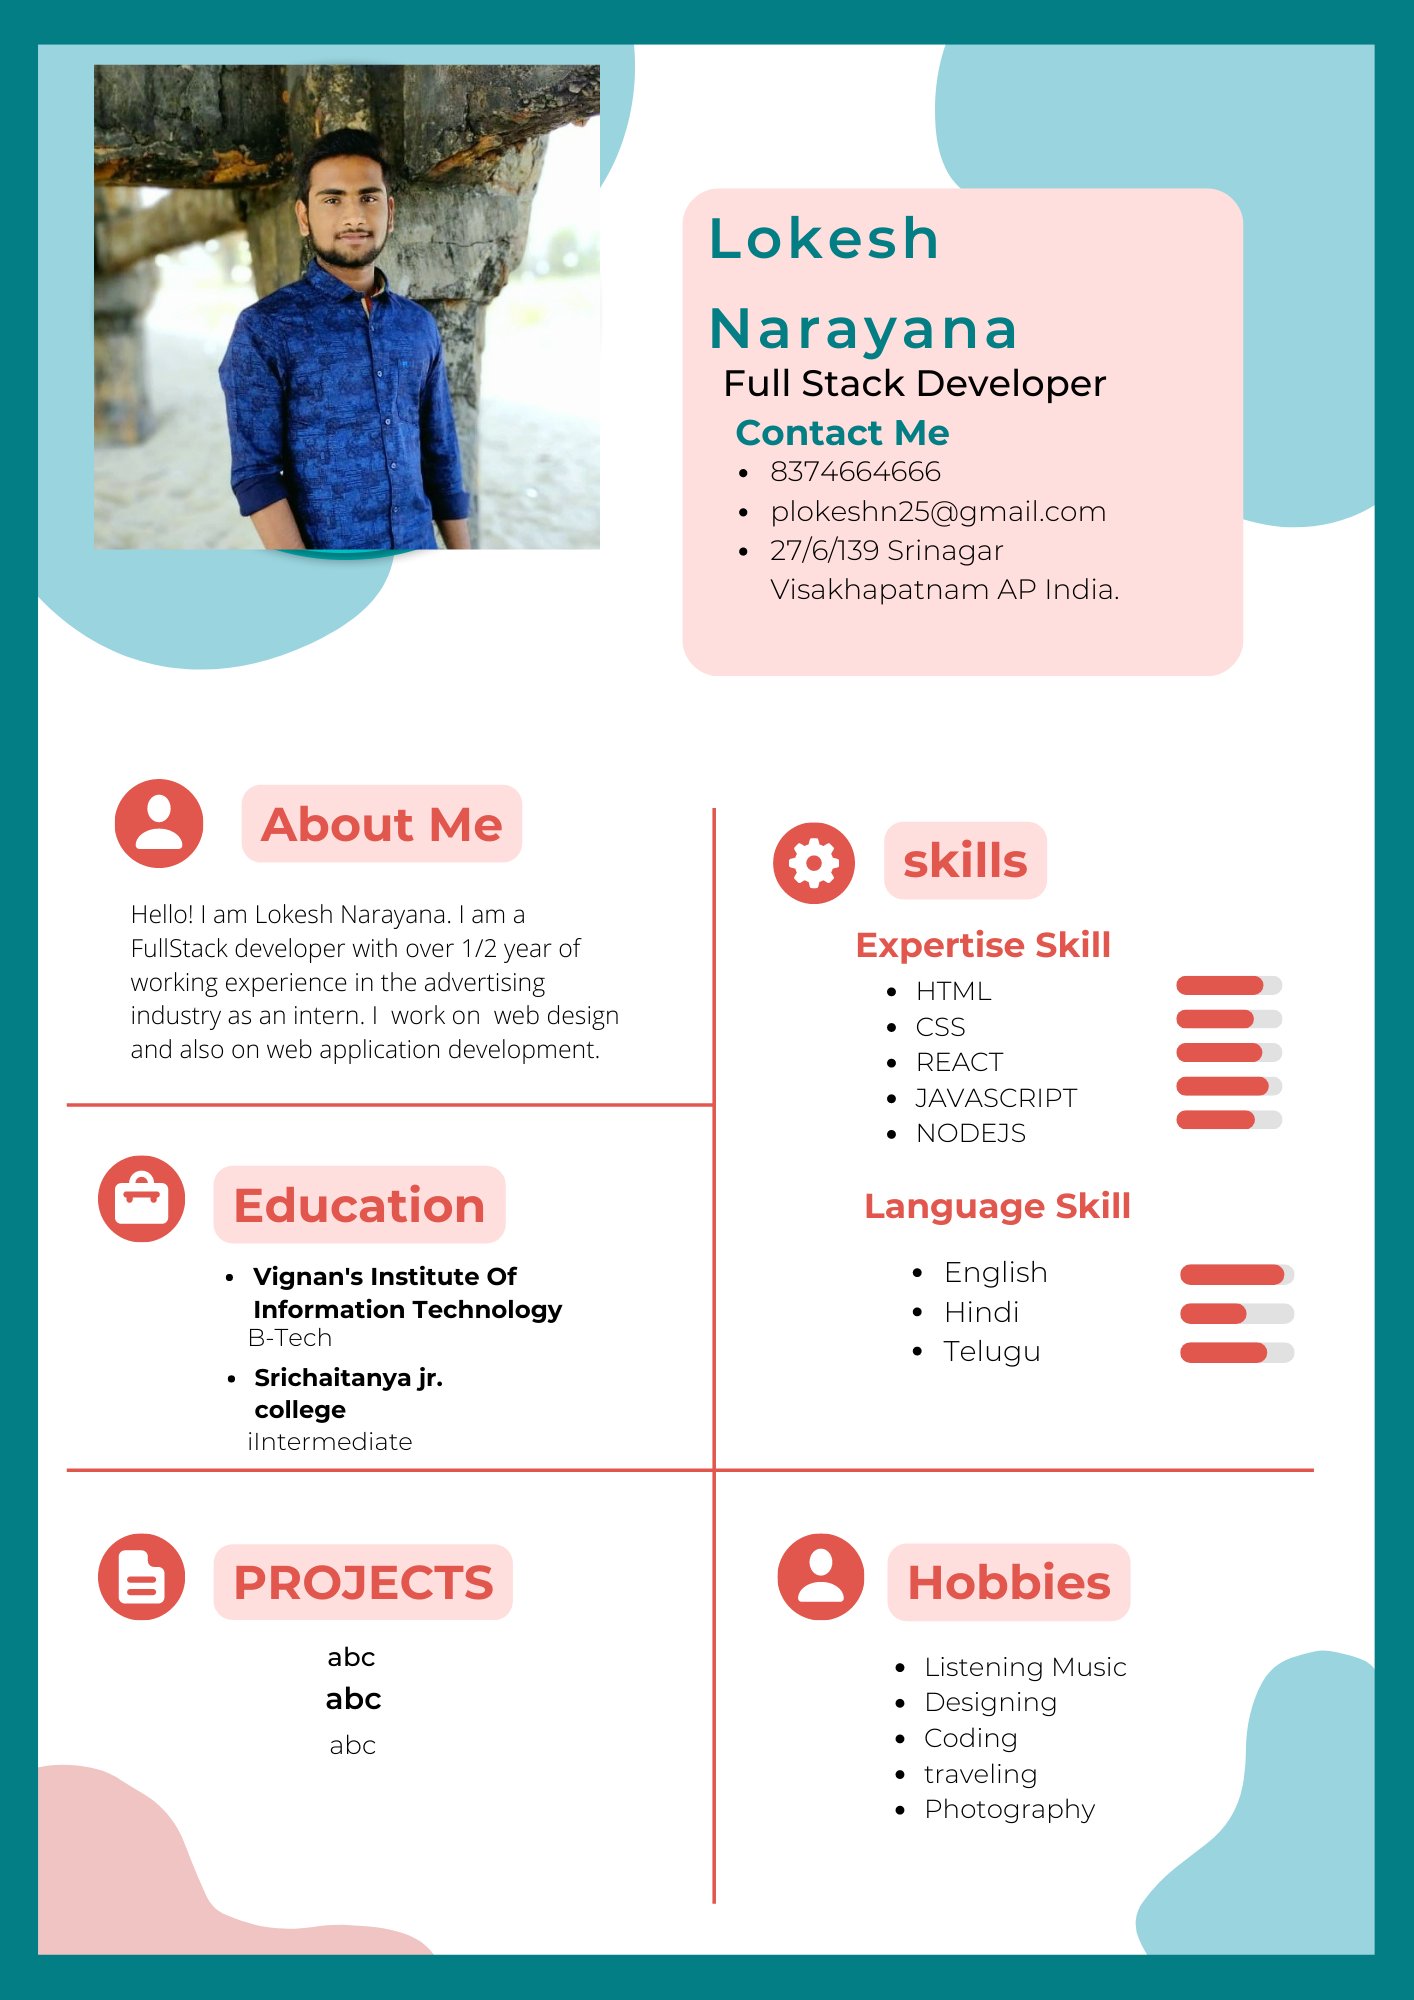 Lokesh
Narayana
Full Stack Developer
Contact Me
8374664666
plokeshn25@gmail.com
27/6/139 Srinagar
Visakhapatnam AP India.
About Me
Hello! I am Lokesh Narayana. I am a
FullStack developer with over 1/2 year of
working experience in the advertising
industry as an intern. I  work on  web design
and also on web application development.
Education
Vignan's Institute Of
Information Technology
B-Tech
Srichaitanya jr.
college
iIntermediate
PROJECTS
abc
abc
abc
skills
Expertise Skill
HTML
CSS
REACT
JAVASCRIPT
NODEJS
Language Skill
English
Hindi
Telugu
Hobbies
Listening Music
Designing
Coding
traveling
Photography